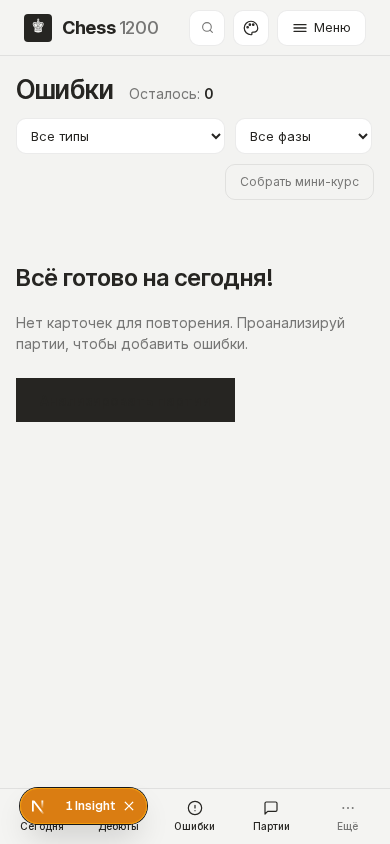 Chess 1200
Меню
Ошибки
Осталось: 0
Все типы
Все фазы
Собрать мини-курс
Всё готово на сегодня!
Нет карточек для повторения. Проанализируй
партии, чтобы добавить ошибки.
N 1 Insight
Сегодня
Дебюты
Ошибки
Партии
Ещё